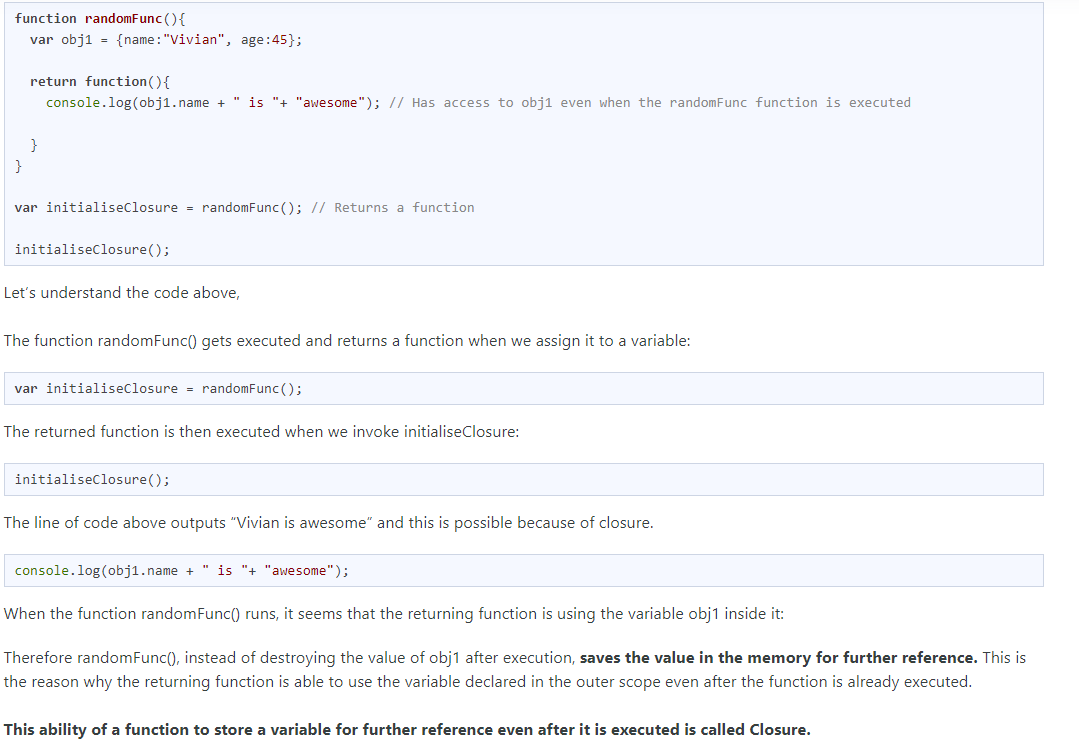 function randomFunc(){
var obj1 = {name:"Vivian", age:45};
return function(){
console.log(obj1.name + " is "+ "awesome"); // Has access to obj1 even when the randomFunc function is executed
}
}
var initialiseClosure = randomFunc(); // Returns a function
initialiseClosure();
Let’s understand the code above,
The function randomFunc() gets executed and returns a function when we assign it to a variable:
var initialiseClosure = randomFunc();
The returned function is then executed when we invoke initialiseClosure:
initialiseClosure();
The line of code above outputs “Vivian is awesome” and this is possible because of closure.
console.log(obj1.name + " is "+ "awesome");
When the function randomFunc() runs, it seems that the returning function is using the variable obj1 inside it:
Therefore randomFunc(), instead of destroying the value of obj1 after execution, saves the value in the memory for further reference. This is
the reason why the returning function is able to use the variable declared in the outer scope even after the function is already executed.
This ability of a function to store a variable for further reference even after it is executed is called Closure.